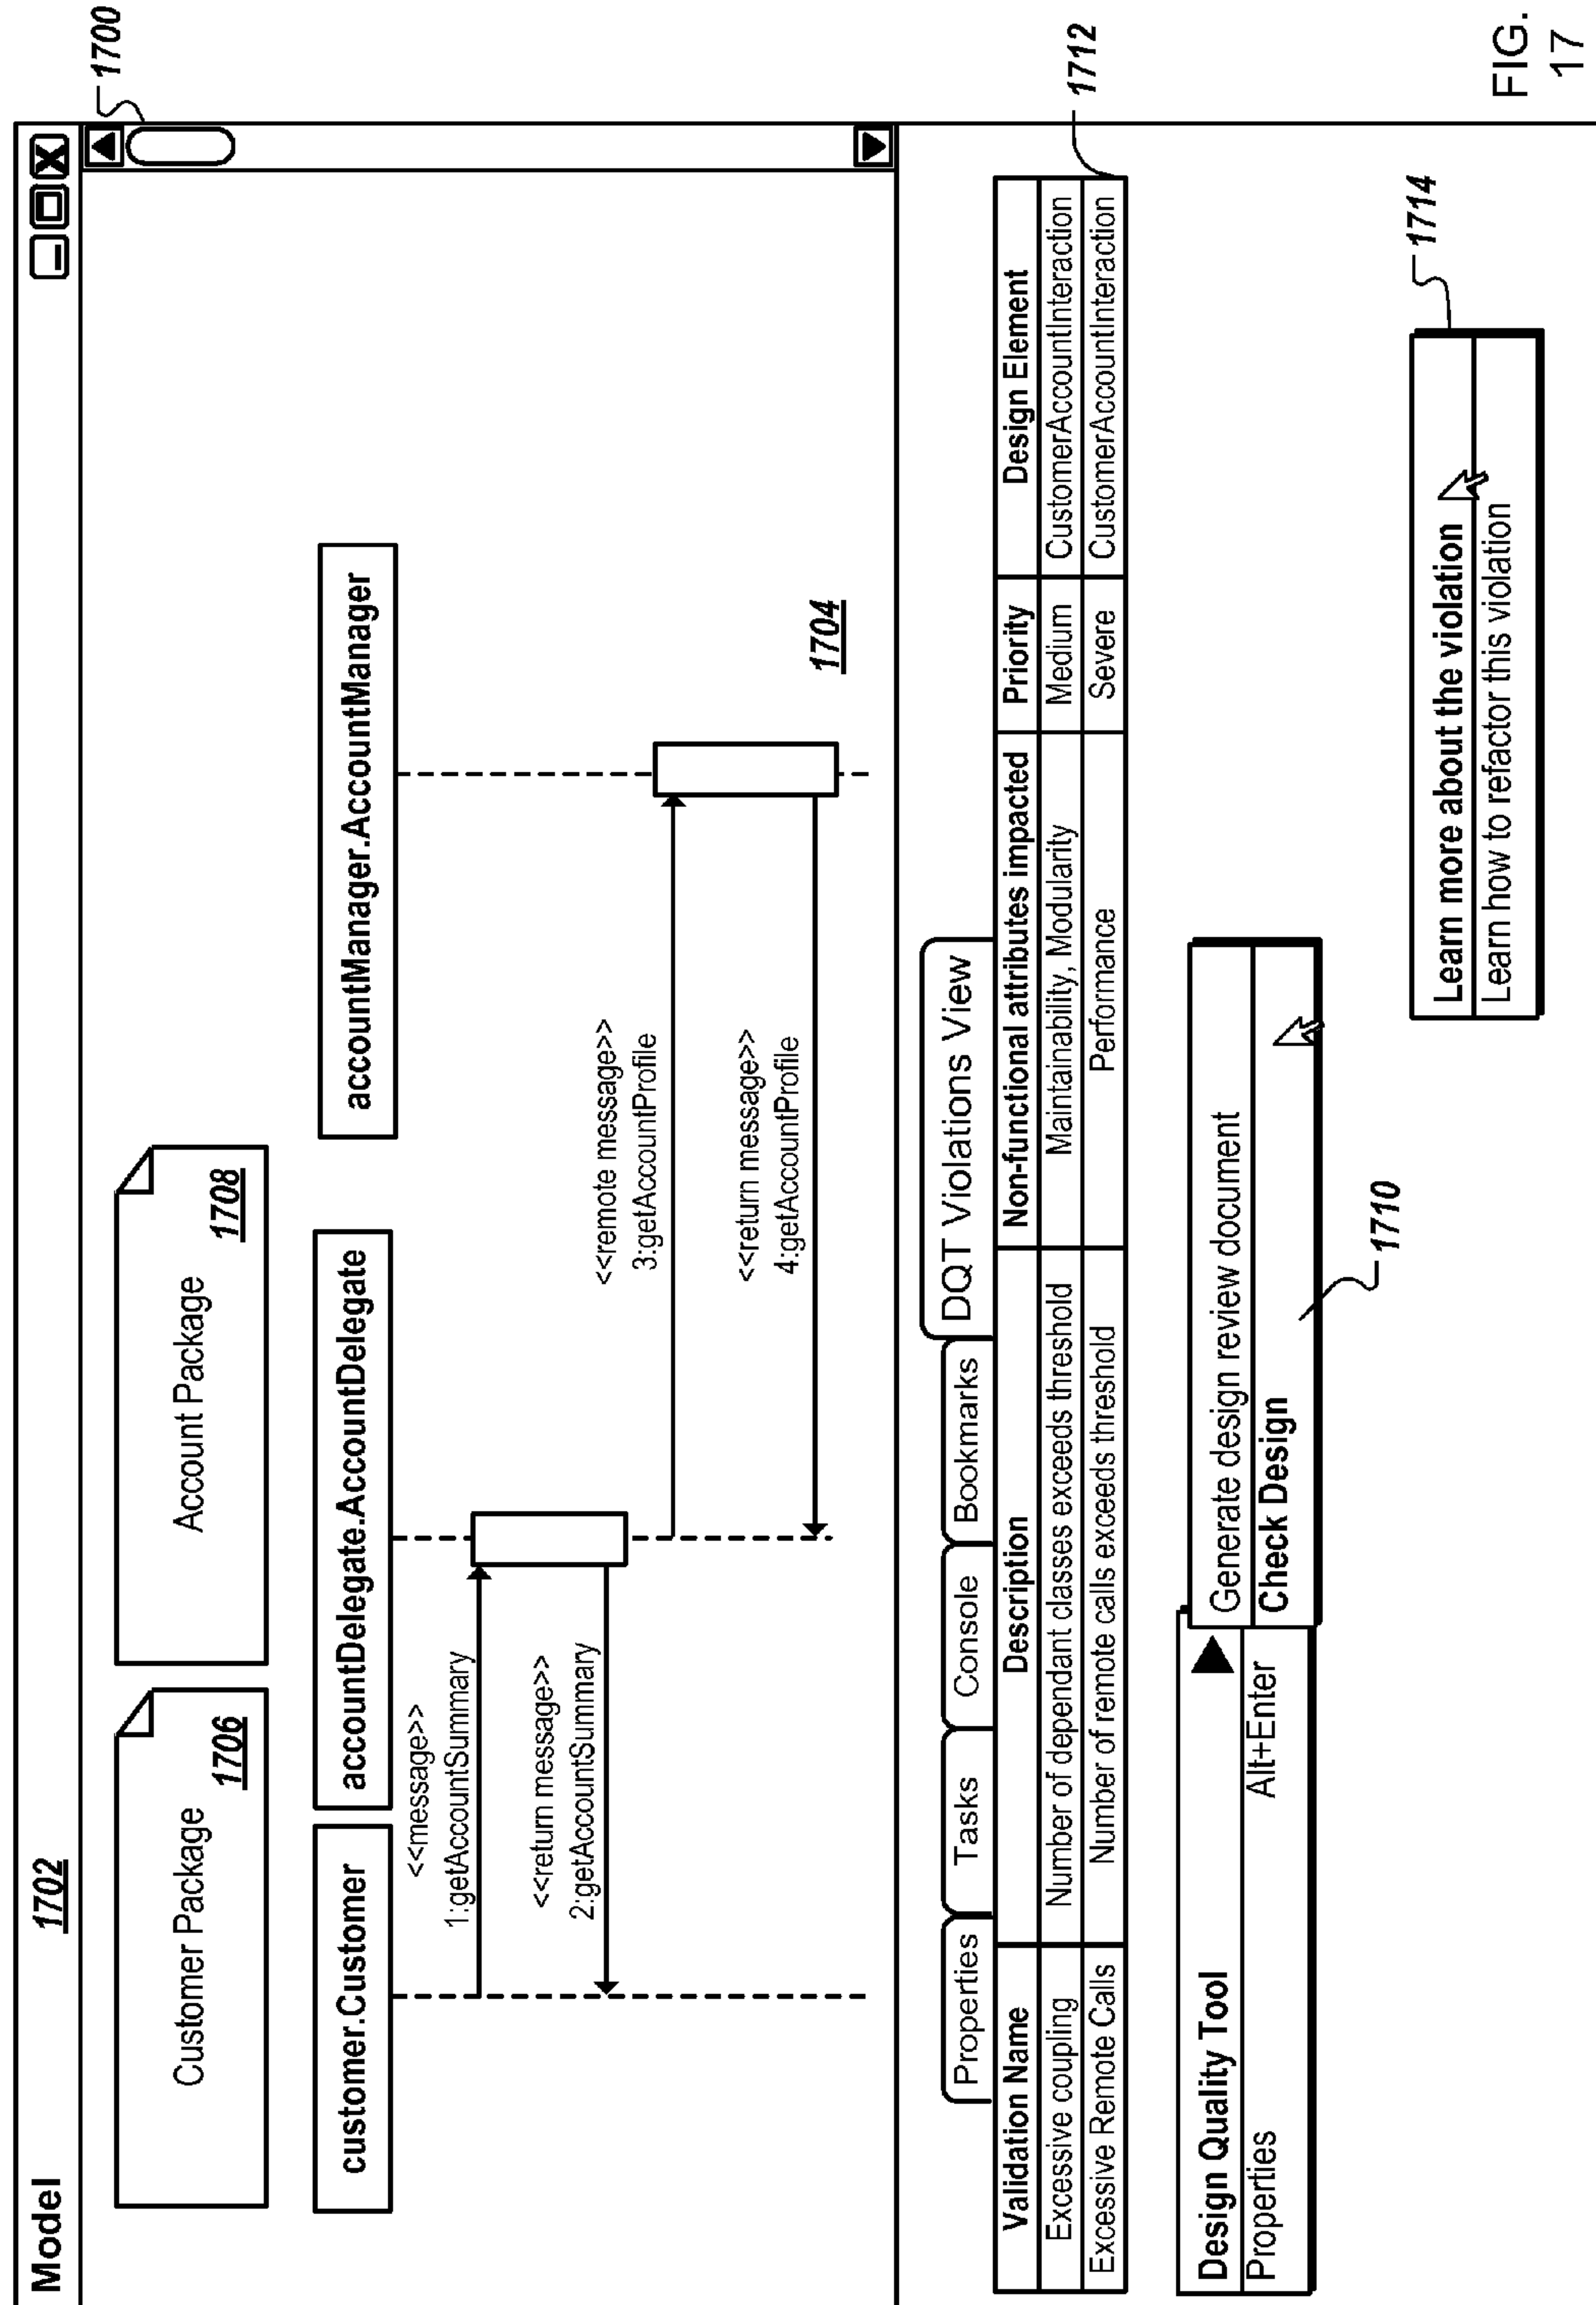 Model
1702
1700
Customer Package
1706
Account Package
1708
customer.Customer
accountDelegate.AccountDelegate
accountManager.AccountManager
<<message>>
1:getAccountSummary
<<return message>>
2:getAccountSummary
<<remote message>>
3:getAccountProfile
<<return message>>
4:getAccountProfile
1704
Properties Tasks Console Bookmarks DQT Violations View
Validation Name Description Non-functional attributes impacted Priority Design Element
Excessive coupling Number of dependant classes exceeds threshold Maintainability, Modularity Medium CustomerAccountInteraction
Excessive Remote Calls Number of remote calls exceeds threshold Performance Severe CustomerAccountInteraction
1712
Design Quality Tool
Properties Alt+Enter
Generate design review document
Check Design
1710
Learn more about the violation
Learn how to refactor this violation
1714
FIG.
17